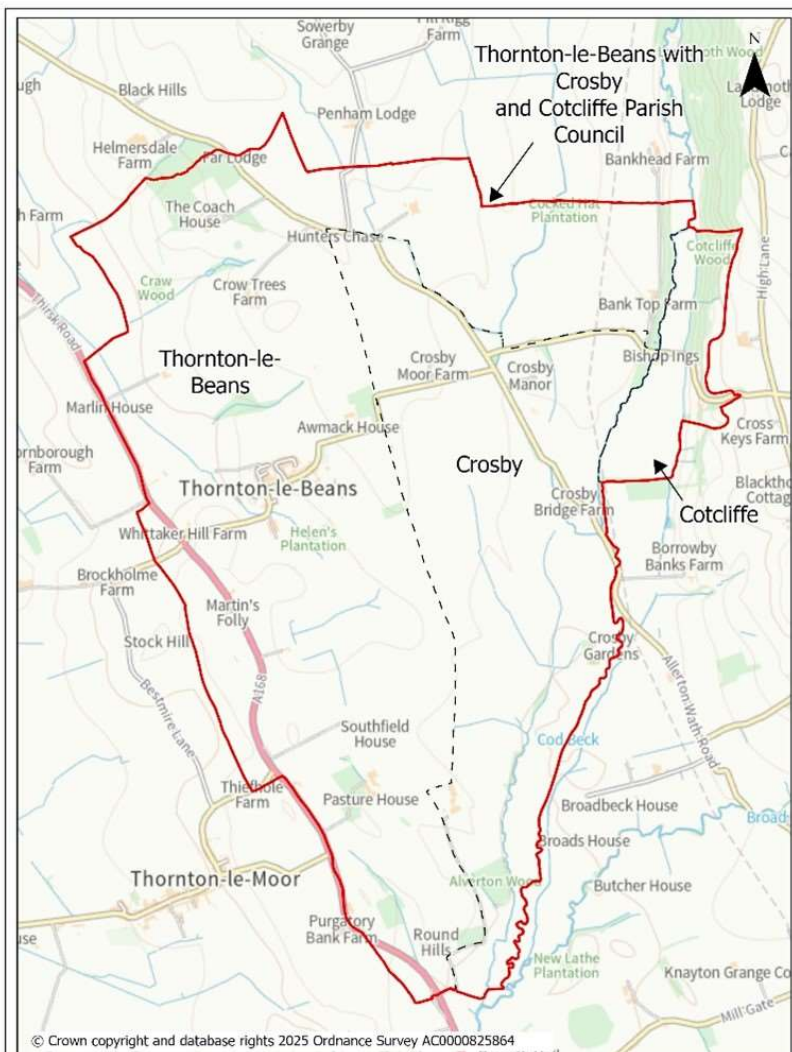 Sowerby
Grange
Farm
Black Hills
Penham Lodge
Thornton-le-Beans with
Crosby
and Cotcliffe Parish
Council
N
Lodge
Helmersdale
Farm
Far Lodge
Bankhead Farm
The Coach
House
Hunters Chase
Cocked Hat
Plantation
Cotcliffe
Wood
High Lane
Craw
Wood
Crow Trees
Farm
Bank Top Farm
Thirsk Road
Thornton-le-
Beans
Crosby
Moor Farm
Crosby
Manor
Bishop Ings
Marlin House
Awmack House
Cross
Keys Farm
Farm
Thornton-le-Beans
Crosby
Crosby
Bridge Farm
Cotcliffe
Whittaker Hill Farm
Helen's
Plantation
Borrowby
Banks Farm
Brockholme
Farm
Martin's
Folly
Stock Hill
Crosby
Gardens
Bestmire Lane
A168
Allerton Wath Road
Southfield
House
Cod Beck
Thiefhole
Farm
Pasture House
Broadbeck House
Broad
Broads House
Thornton-le-Moor
Alverton Wood
Butcher House
Purgatory
Bank Farm
Round
Hills
New Lathe
Plantation
Knayton Grange
Mill Gate
© Crown copyright and database rights 2025 Ordnance Survey AC0000825864